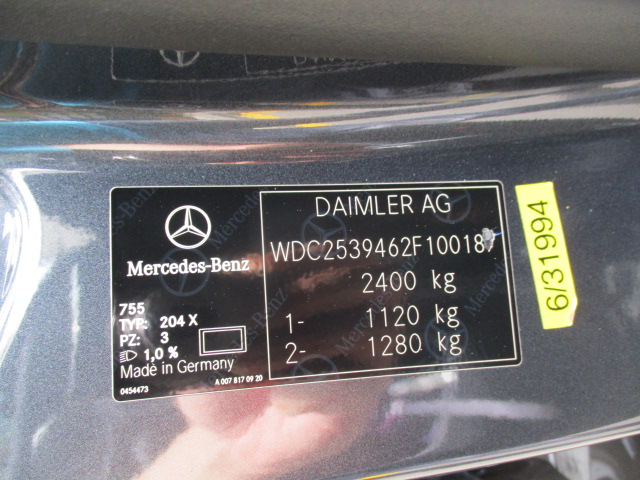 DAIMLER AG
WDC2539462F10018
2400 kg
1- 1120 kg
2- 1280 kg
Mercedes-Benz
755
TYP: 204 X
PZ: 3
1,0 %
Made in Germany
0454473
A 007 817 09 20
6/31994